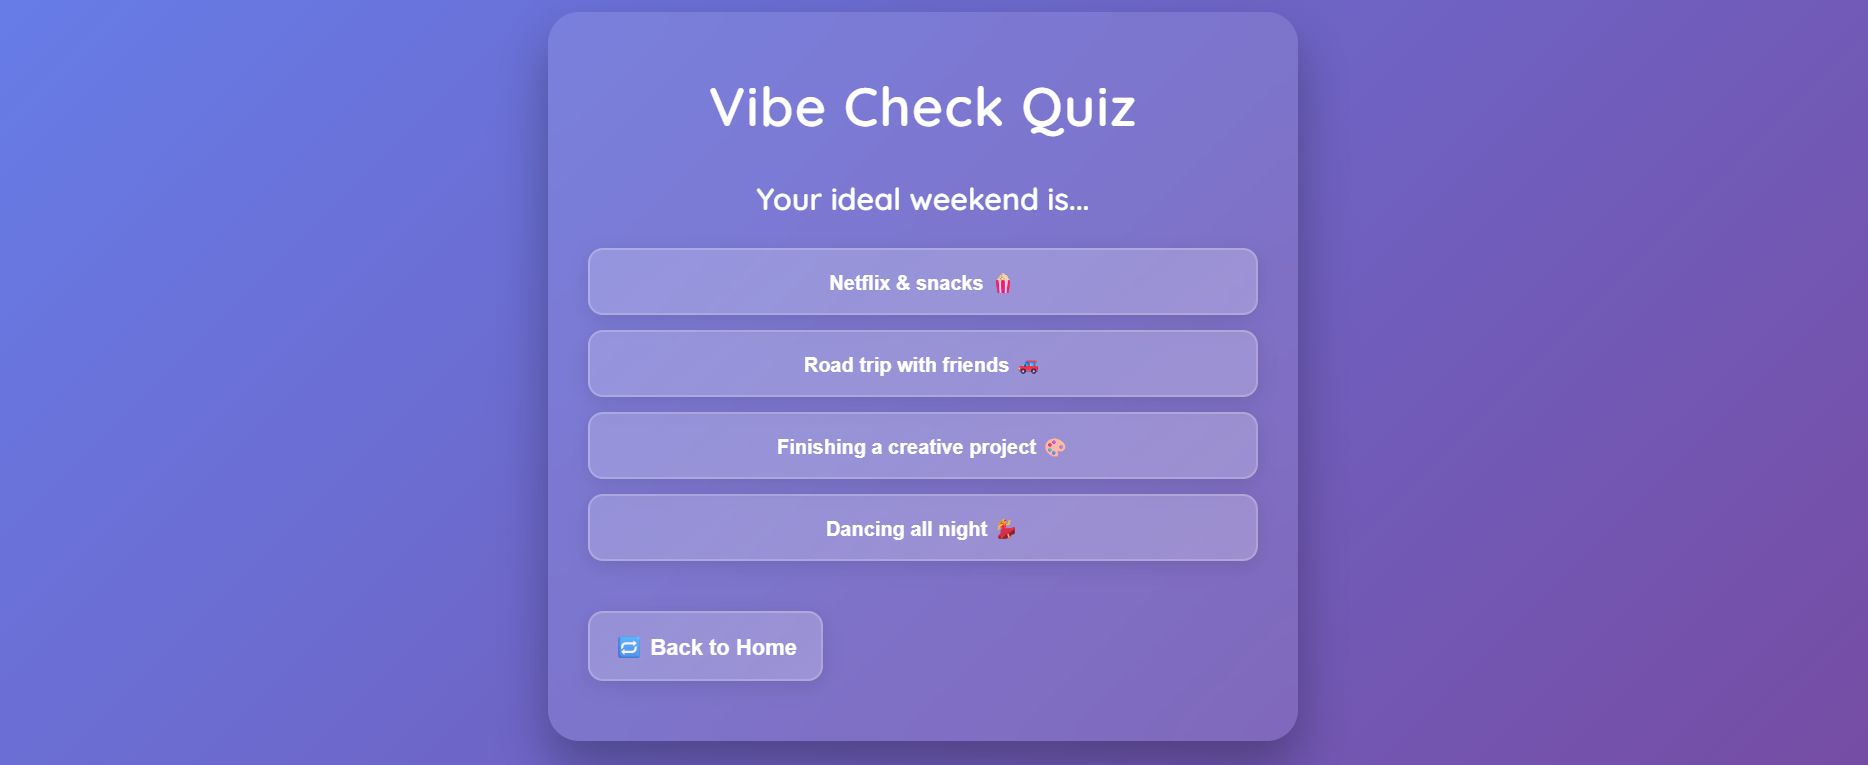 Vibe Check Quiz
Your ideal weekend is...
Netflix & snacks 🍿
Road trip with friends 🚙
Finishing a creative project 🎨
Dancing all night 💃
🔁 Back to Home